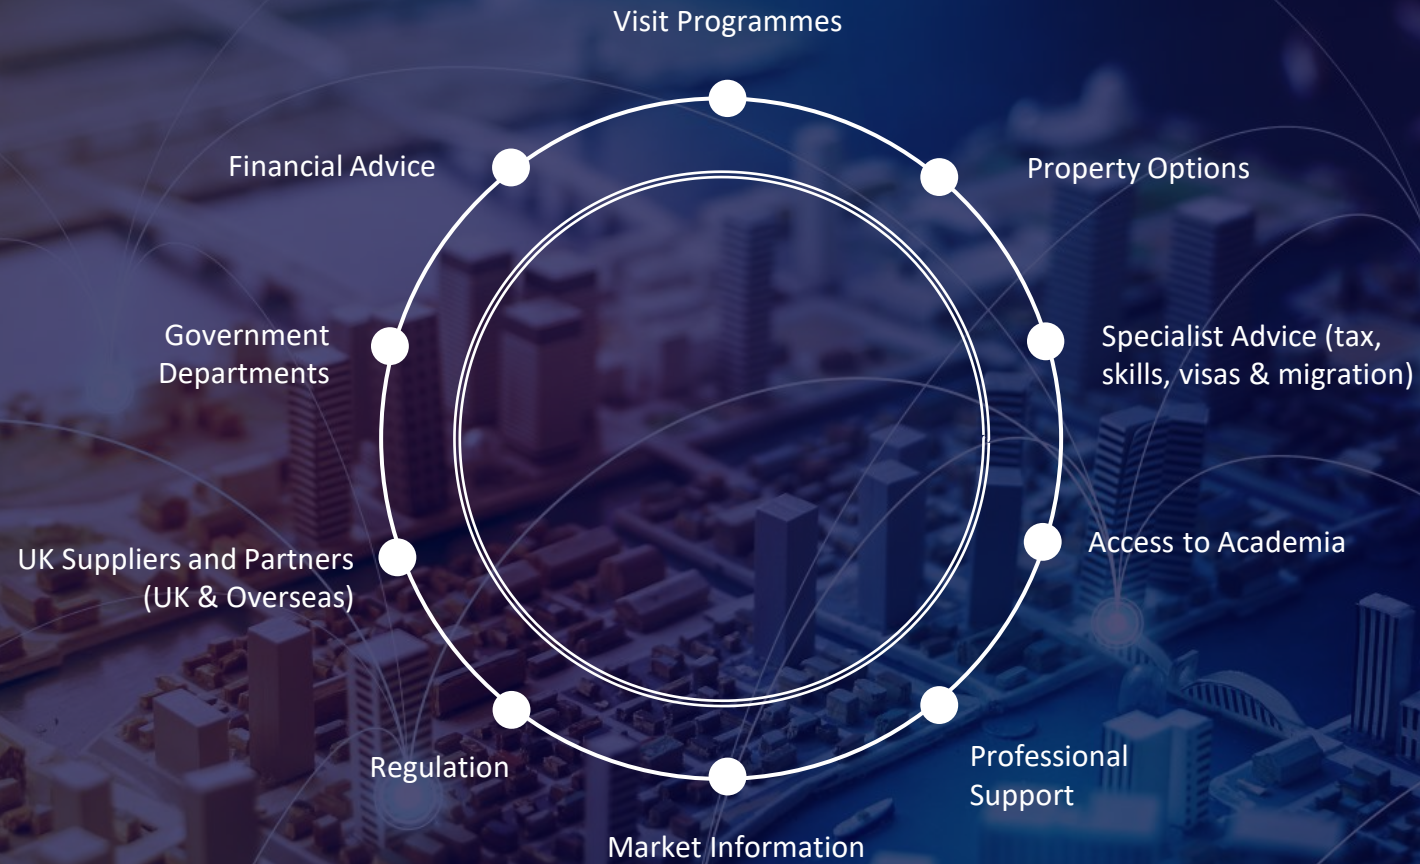 Visit Programmes
Financial Advice
Property Options
Government
Departments
Specialist Advice (tax,
skills, visas & migration)
UK Suppliers and Partners
(UK & Overseas)
Access to Academia
Regulation
Professional
Support
Market Information